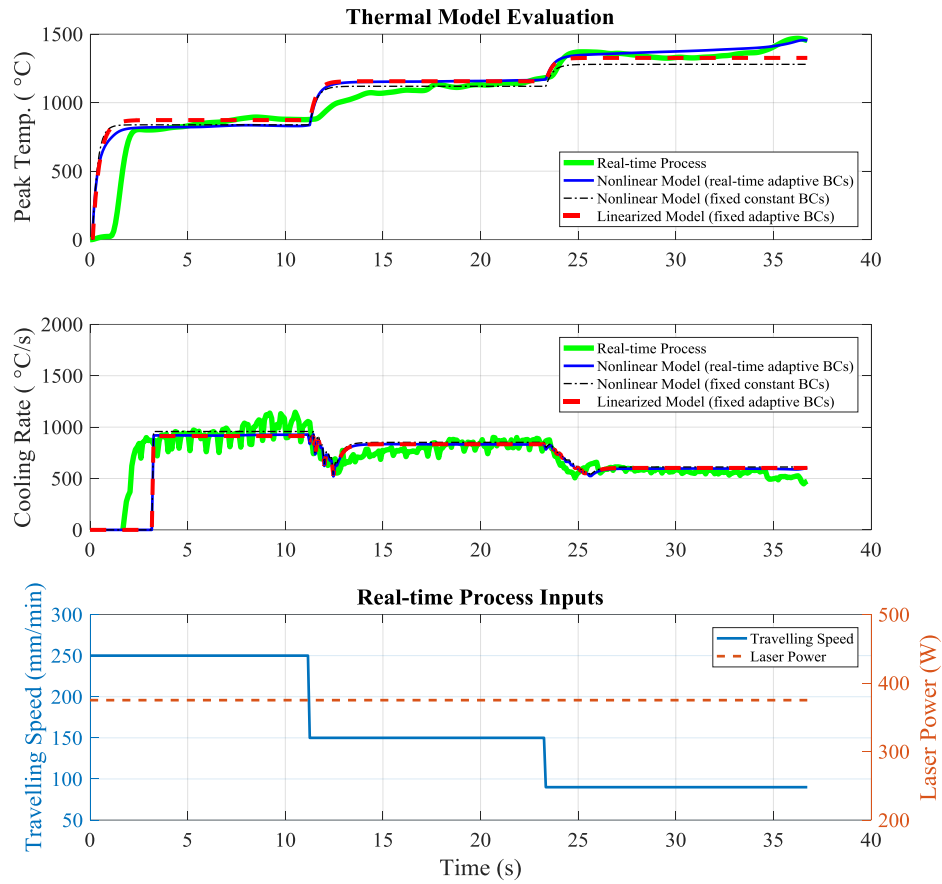 Thermal Model Evaluation
Peak Temp. ( °C)
1500
1000
500
0
0 5 10 15 20 25 30 35 40
Real-time Process
Nonlinear Model (real-time adaptive BCs)
Nonlinear Model (fixed constant BCs)
Linearized Model (fixed adaptive BCs)
Cooling Rate ( °C/s)
2000
1500
1000
500
0
0 5 10 15 20 25 30 35 40
Real-time Process
Nonlinear Model (real-time adaptive BCs)
Nonlinear Model (fixed constant BCs)
Linearized Model (fixed adaptive BCs)
Real-time Process Inputs
Travelling Speed (mm/min)
300
250
200
150
100
50
Travelling Speed
Laser Power
500
400
300
200
Laser Power (W)
0 5 10 15 20 25 30 35 40
Time (s)